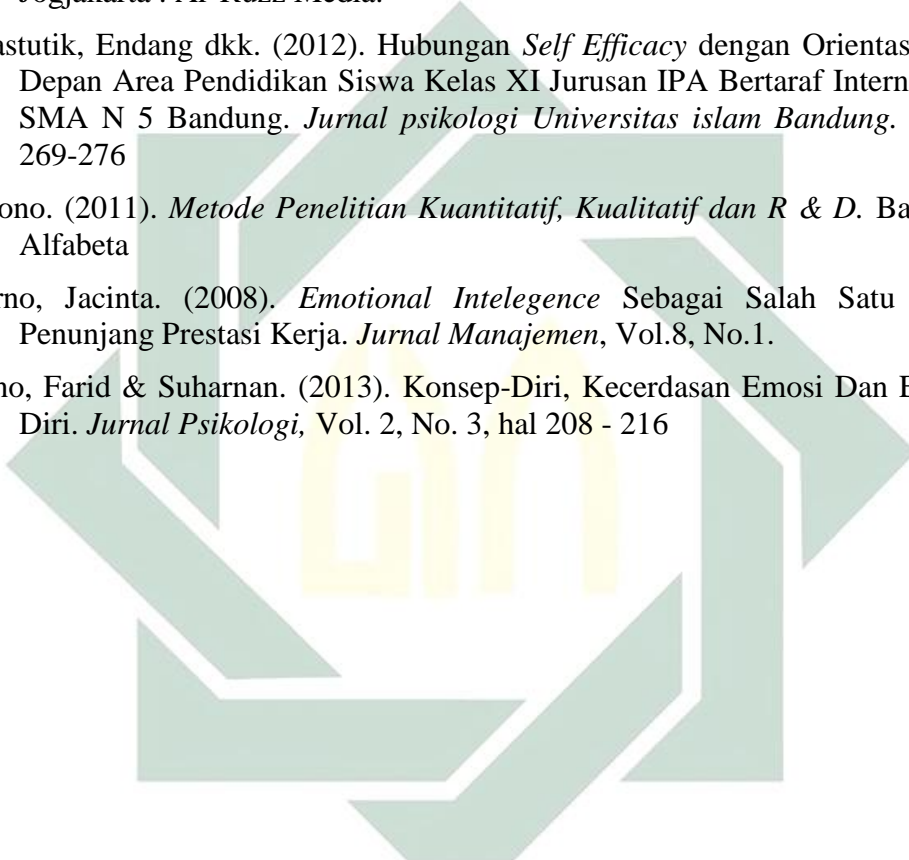 Jogjakarta : Ar-Ruzz Media.
astutik, Endang dkk. (2012). Hubungan Self Efficacy dengan Orientas
Depan Area Pendidikan Siswa Kelas XI Jurusan IPA Bertaraf Intern
SMA N 5 Bandung. Jurnal psikologi Universitas islam Bandung.
269-276
ono. (2011). Metode Penelitian Kuantitatif, Kualitatif dan R & D. Ba
Alfabeta
rno, Jacinta. (2008). Emotional Intelegence Sebagai Salah Satu
Penunjang Prestasi Kerja. Jurnal Manajemen, Vol.8, No.1.
no, Farid & Suharnan. (2013). Konsep-Diri, Kecerdasan Emosi Dan E
Diri. Jurnal Psikologi, Vol. 2, No. 3, hal 208 - 216